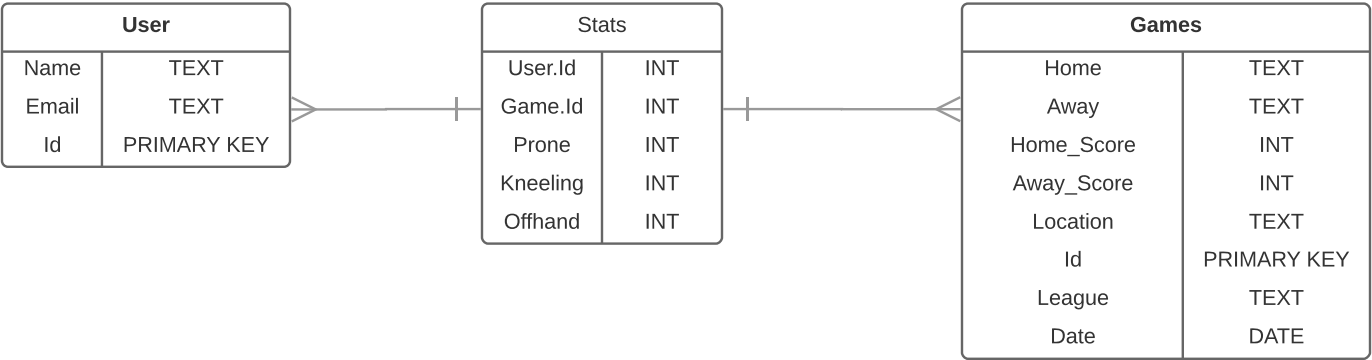 User
Name TEXT
Email TEXT
Id PRIMARY KEY
Stats
User.Id INT
Game.Id INT
Prone INT
Kneeling INT
Offhand INT
Games
Home TEXT
Away TEXT
Home_Score INT
Away_Score INT
Location TEXT
Id PRIMARY KEY
League TEXT
Date DATE